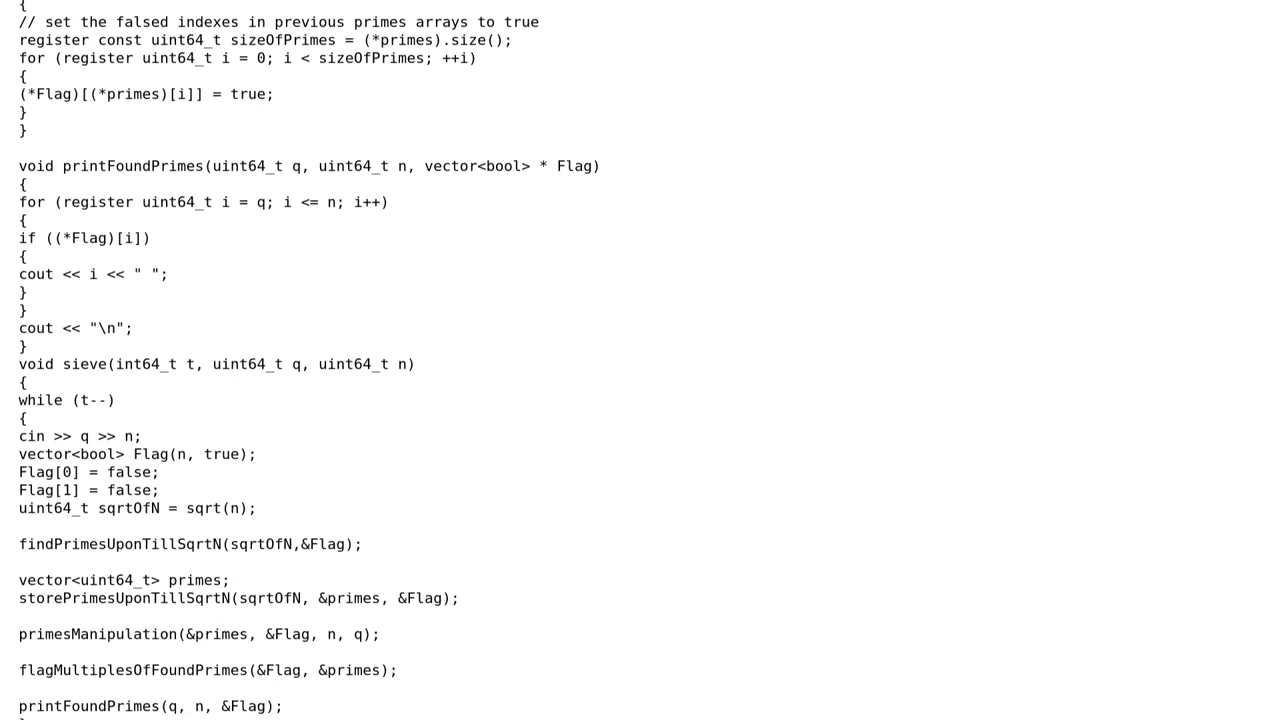 {
// set the falsed indexes in previous primes arrays to true
register const uint64_t sizeOfPrimes = (*primes).size();
for (register uint64_t i = 0; i < sizeOfPrimes; ++i)
{
(*Flag)[(*primes)[i]] = true;
}
}
void printFoundPrimes(uint64_t q, uint64_t n, vector<bool> * Flag)
{
for (register uint64_t i = q; i <= n; i++)
{
if ((*Flag)[i])
{
cout << i << " ";
}
}
cout << "\n";
}
void sieve(int64_t t, uint64_t q, uint64_t n)
{
while (t--)
{
cin >> q >> n;
vector<bool> Flag(n, true);
Flag[0] = false;
Flag[1] = false;
uint64_t sqrtOfN = sqrt(n);
findPrimesUponTillSqrtN(sqrtOfN,&Flag);
vector<uint64_t> primes;
storePrimesUponTillSqrtN(sqrtOfN, &primes, &Flag);
primesManipulation(&primes, &Flag, n, q);
flagMultiplesOfFoundPrimes(&Flag, &primes);
printFoundPrimes(q, n, &Flag);
}